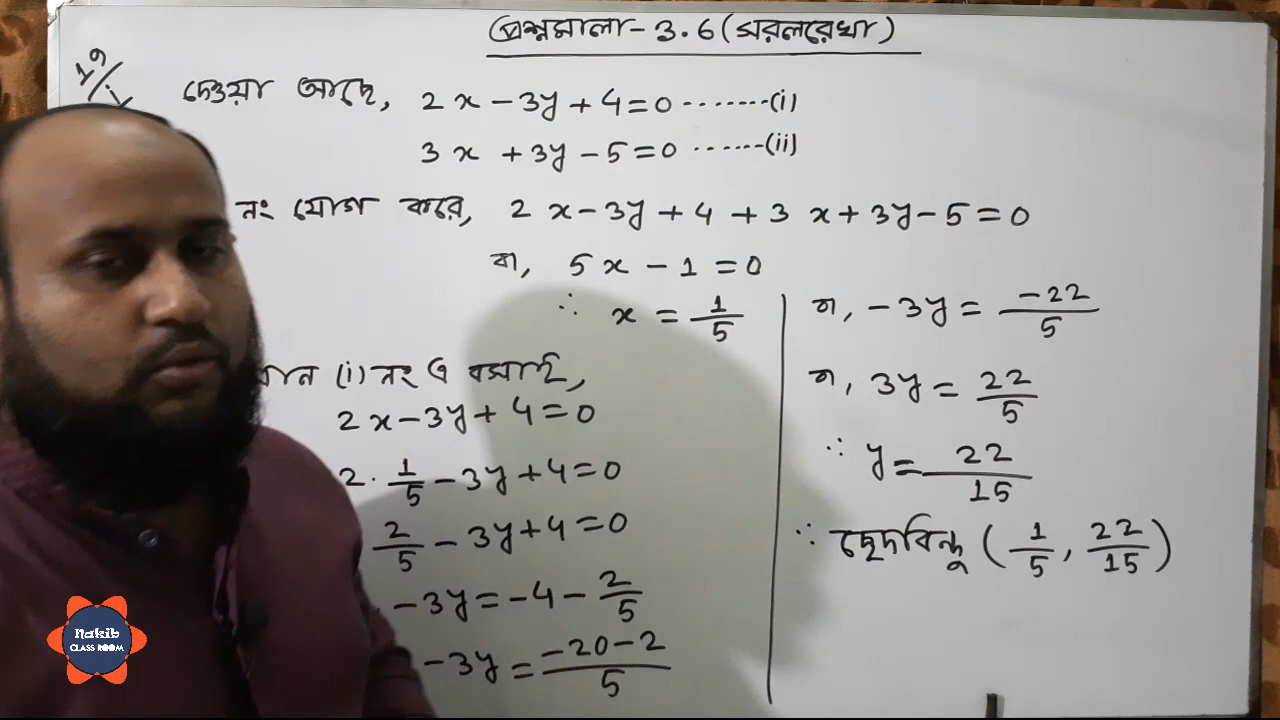 প্রশ্নমালা - 3.6 (সরলরেখা)
19/i
দেওয়া আছে, 2x - 3y + 4 = 0 .......(i)
3x + 3y - 5 = 0 ......(ii)
নং যোগ করে, 2x - 3y + 4 + 3x + 3y - 5 = 0
বা, 5x - 1 = 0
∴ x = 1/5
মান (i) নং এ বসাই,
2x - 3y + 4 = 0
2. 1/5 - 3y + 4 = 0
2/5 - 3y + 4 = 0
-3y = -4 - 2/5
-3y = (-20-2)/5
বা, -3y = -22/5
বা, 3y = 22/5
∴ y = 22/15
∴ ছেদবিন্দু (1/5, 22/15)
Nakib
CLASS ROOM